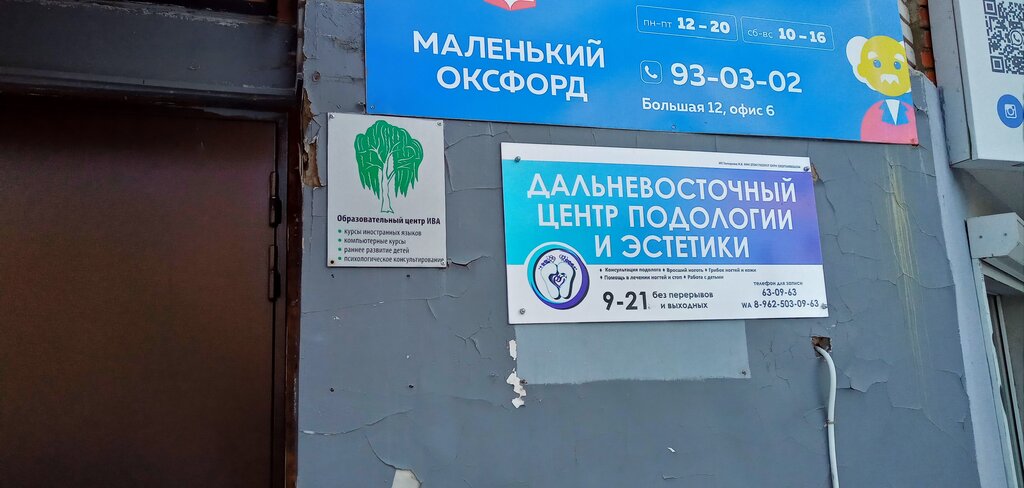 пн-пт 12-20
сб-вс 10-16
МАЛЕНЬКИЙ
ОКСФОРД
93-03-02
Большая 12, офис 6
Образовательный центр ИВА
курсы иностранных языков
компьютерные курсы
раннее развитие детей
психологическое консультирование
ДАЛЬНЕВОСТОЧНЫЙ
ЦЕНТР ПОДОЛОГИИ
И ЭСТЕТИКИ
Консультация подолога • Вросший ноготь • Грибок ногтей и кожи
Помощь в лечении ногтей и стоп • Работа с детьми
9-21 без перерывов
и выходных
телефон для записи
63-09-63
WA 8-962-503-09-63